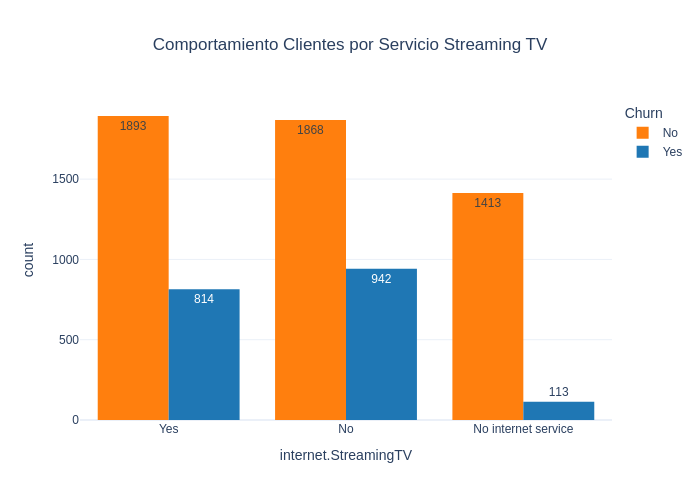 Comportamiento Clientes por Servicio Streaming TV
Churn
No
Yes
1893
1868
1413
814
942
113
1500
1000
500
0
count
Yes
No
No internet service
internet.StreamingTV